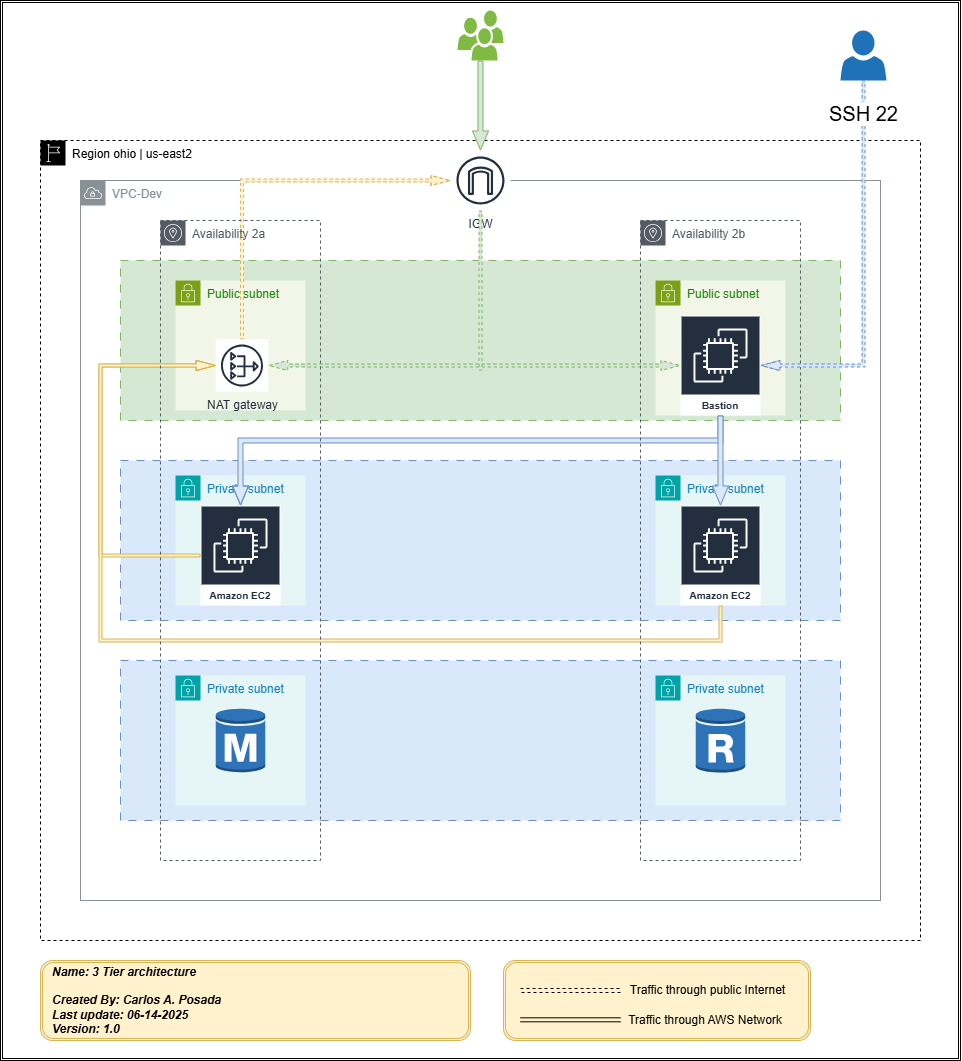 SSH 22
Region ohio | us-east2
VPC-Dev
IGW
Availability 2a
Availability 2b
Public subnet
Public subnet
NAT gateway
Bastion
Private subnet
Private subnet
Amazon EC2
Amazon EC2
Private subnet
Private subnet
M
R
Name: 3 Tier architecture
Created By: Carlos A. Posada
Last update: 06-14-2025
Version: 1.0
Traffic through public Internet
Traffic through AWS Network